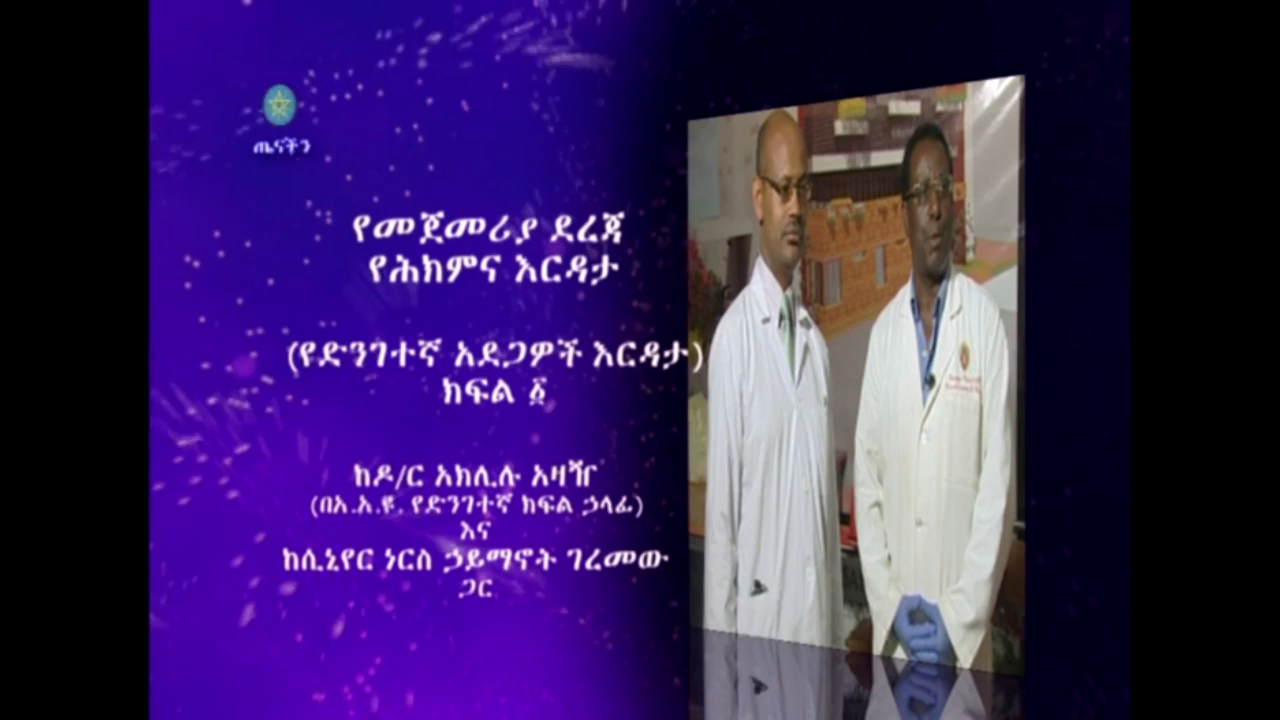 ጤናችን
የመጀመሪያ ደረጃ
የሕክምና እርዳታ
(የድንገተኛ አደጋዎች እርዳታ)
ክፍል ፩
ከዶ/ር አክሊሉ አዛዥ
(በአ.አ.ዩ. የድንገተኛ ክፍል ኃላፊ)
እና
ከሲኒየር ነርስ ኃይማኖት ገረመው
ጋር